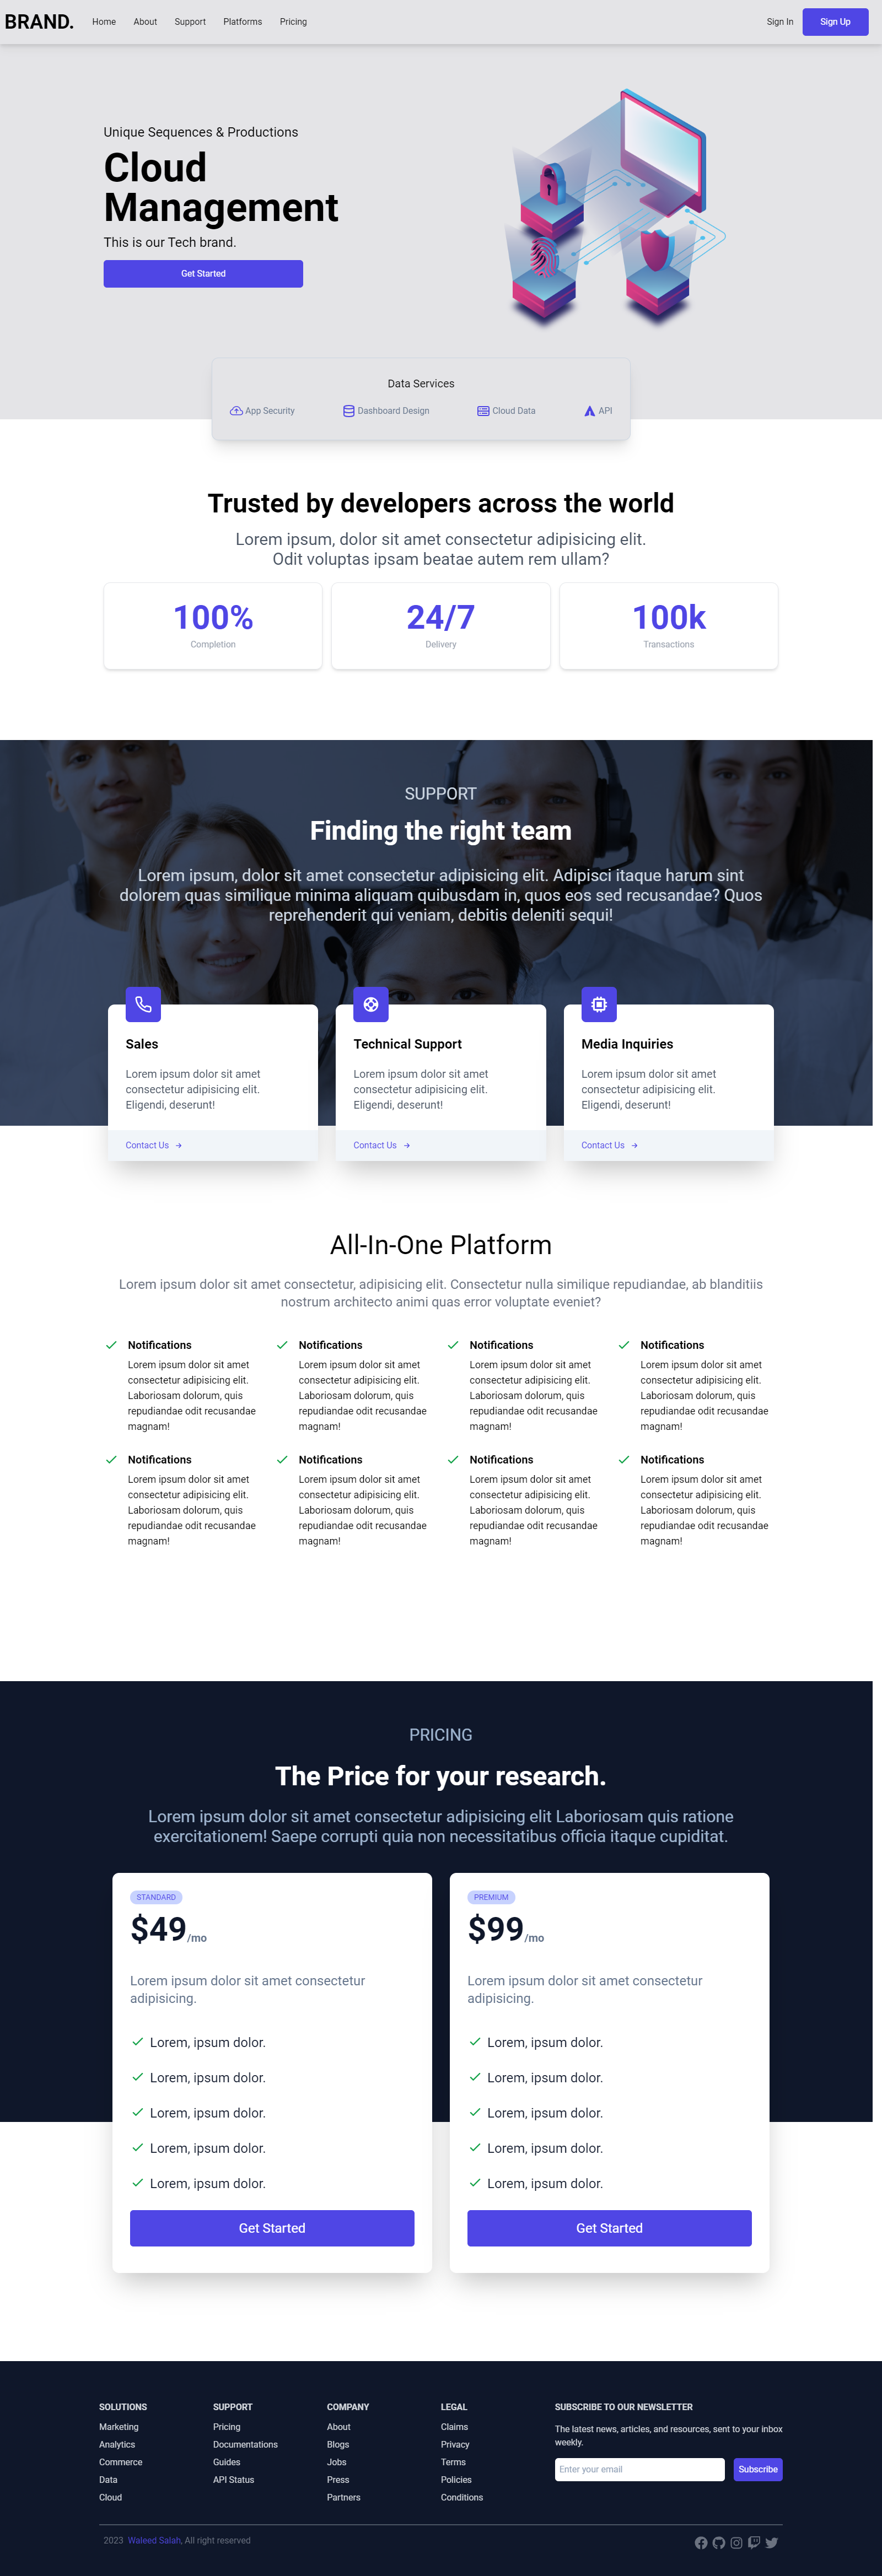 BRAND. Home About Support Platforms Pricing Sign In Sign Up
Unique Sequences & Productions
Cloud
Management
This is our Tech brand.
Get Started
Data Services
App Security Dashboard Design Cloud Data API
Trusted by developers across the world
Lorem ipsum, dolor sit amet consectetur adipisicing elit.
Odit voluptas ipsam beatae autem rem ullam?
100% 24/7 100k
Completion Delivery Transactions
SUPPORT
Finding the right team
Lorem ipsum, dolor sit amet consectetur adipisicing elit. Adipisci itaque harum sint
dolorem quas similique minima aliquam quibusdam in, quos eos sed recusandae? Quos
reprehenderit qui veniam, debitis deleniti sequi!
Sales
Lorem ipsum dolor sit amet
consectetur adipisicing elit.
Eligendi, deserunt!
Contact Us
Technical Support
Lorem ipsum dolor sit amet
consectetur adipisicing elit.
Eligendi, deserunt!
Contact Us
Media Inquiries
Lorem ipsum dolor sit amet
consectetur adipisicing elit.
Eligendi, deserunt!
Contact Us
All-In-One Platform
Lorem ipsum dolor sit amet consectetur, adipisicing elit. Consectetur nulla similique repudiandae, ab blanditiis
nostrum architecto animi quas error voluptate eveniet?
Notifications
Lorem ipsum dolor sit amet
consectetur adipisicing elit.
Laboriosam dolorum, quis
repudiandae odit recusandae
magnam!
Notifications
Lorem ipsum dolor sit amet
consectetur adipisicing elit.
Laboriosam dolorum, quis
repudiandae odit recusandae
magnam!
Notifications
Lorem ipsum dolor sit amet
consectetur adipisicing elit.
Laboriosam dolorum, quis
repudiandae odit recusandae
magnam!
Notifications
Lorem ipsum dolor sit amet
consectetur adipisicing elit.
Laboriosam dolorum, quis
repudiandae odit recusandae
magnam!
Notifications
Lorem ipsum dolor sit amet
consectetur adipisicing elit.
Laboriosam dolorum, quis
repudiandae odit recusandae
magnam!
Notifications
Lorem ipsum dolor sit amet
consectetur adipisicing elit.
Laboriosam dolorum, quis
repudiandae odit recusandae
magnam!
Notifications
Lorem ipsum dolor sit amet
consectetur adipisicing elit.
Laboriosam dolorum, quis
repudiandae odit recusandae
magnam!
Notifications
Lorem ipsum dolor sit amet
consectetur adipisicing elit.
Laboriosam dolorum, quis
repudiandae odit recusandae
magnam!
PRICING
The Price for your research.
Lorem ipsum dolor sit amet consectetur adipisicing elit Laboriosam quis ratione
exercitationem! Saepe corrupti quia non necessitatibus officia itaque cupiditat.
STANDARD
$49/mo
Lorem ipsum dolor sit amet consectetur
adipisicing.
Lorem, ipsum dolor.
Lorem, ipsum dolor.
Lorem, ipsum dolor.
Lorem, ipsum dolor.
Lorem, ipsum dolor.
Get Started
PREMIUM
$99/mo
Lorem ipsum dolor sit amet consectetur
adipisicing.
Lorem, ipsum dolor.
Lorem, ipsum dolor.
Lorem, ipsum dolor.
Lorem, ipsum dolor.
Lorem, ipsum dolor.
Get Started
SOLUTIONS
Marketing
Analytics
Commerce
Data
Cloud
SUPPORT
Pricing
Documentations
Guides
API Status
COMPANY
About
Blogs
Jobs
Press
Partners
LEGAL
Claims
Privacy
Terms
Policies
Conditions
SUBSCRIBE TO OUR NEWSLETTER
The latest news, articles, and resources, sent to your inbox
weekly.
Enter your email Subscribe
2023 Waleed Salah, All right reserved